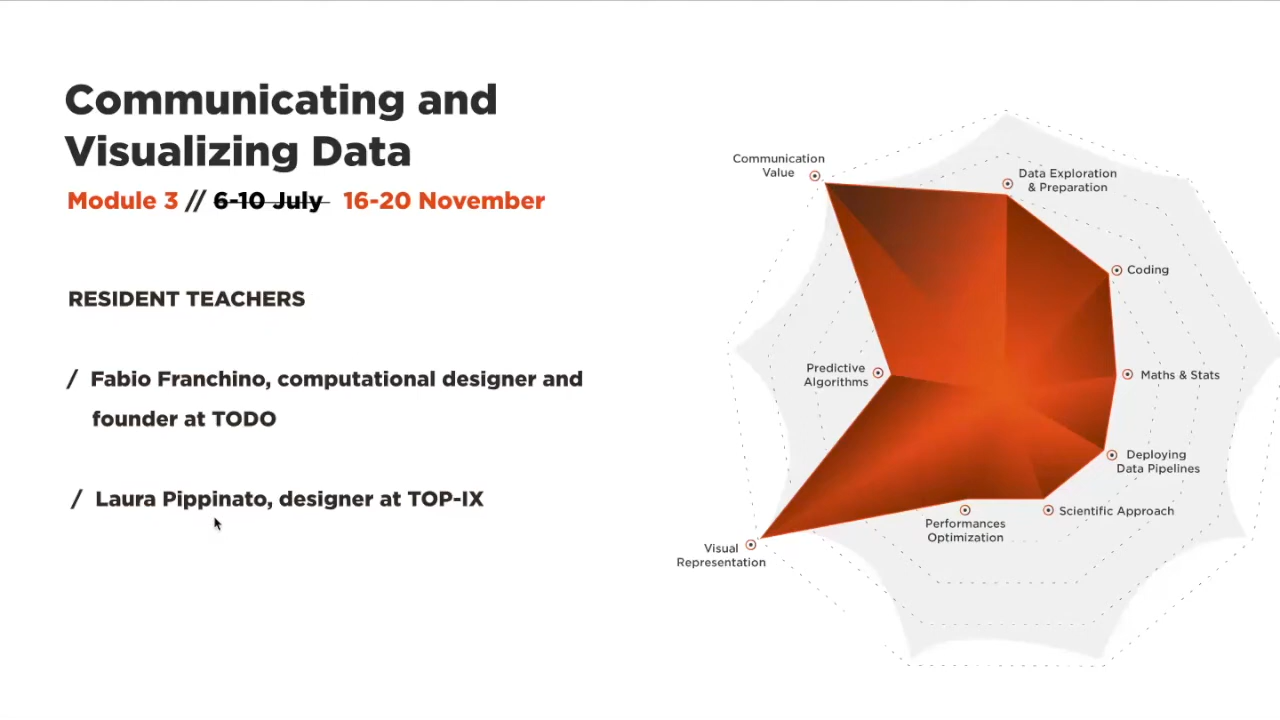 Communicating and
Visualizing Data
Module 3 // 6-10 July 16-20 November
RESIDENT TEACHERS
/ Fabio Franchino, computational designer and
founder at TODO
/ Laura Pippinato, designer at TOP-IX
Communication
Value
Data Exploration
& Preparation
Coding
Predictive
Algorithms
Maths & Stats
Deploying
Data Pipelines
Scientific Approach
Performances
Optimization
Visual
Representation